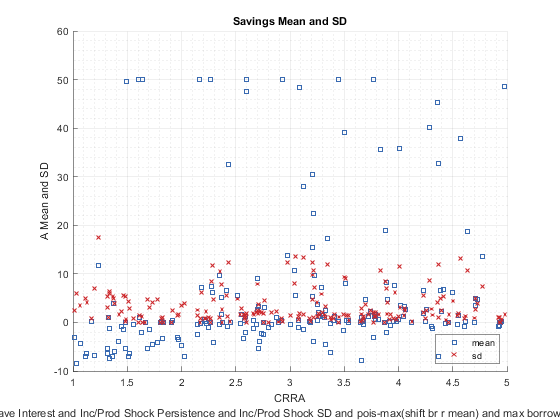 Savings Mean and SD
60
50
40
30
20
10
0
-10
A Mean and SD
1
1.5
2
2.5
3
3.5
4
4.5
5
CRRA
mean
sd
ave Interest and Inc/Prod Shock Persistence and Inc/Prod Shock SD and pois-max(shift br r mean) and max borrow